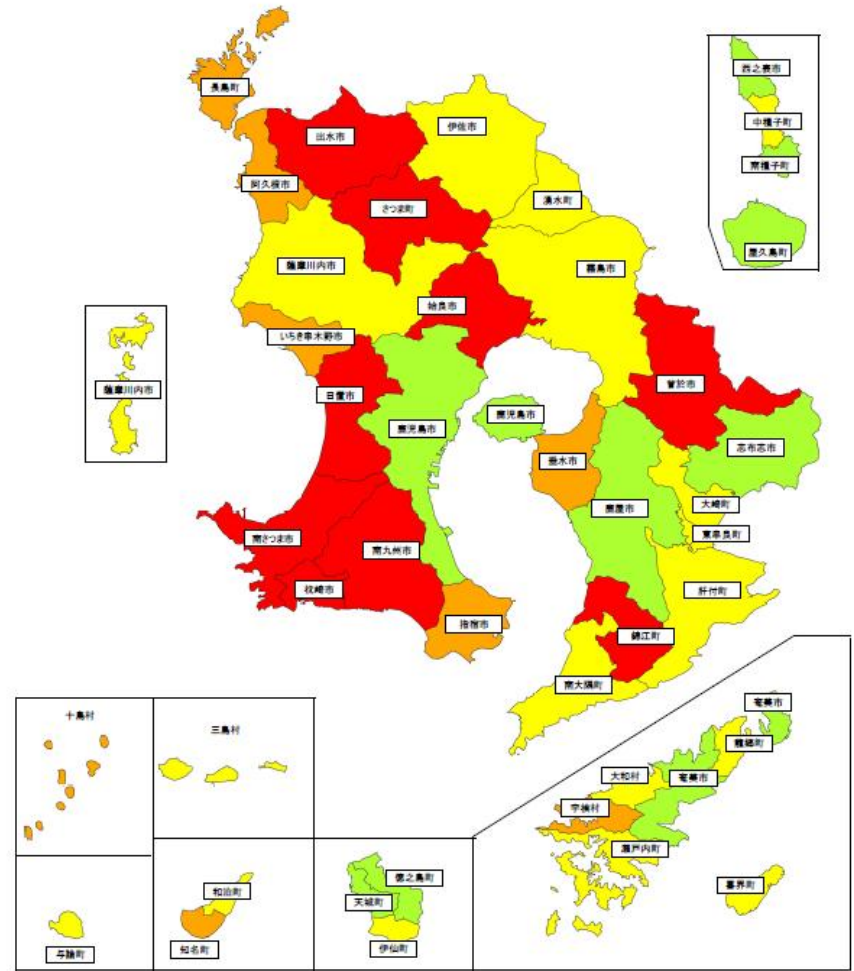 長島町
西之表市
出水市
伊佐市
中種子町
南種子町
阿久根市
さつま町
湧水町
屋久島町
薩摩川内市
霧島市
姶良市
いちき串木野市
薩摩川内市
曽於市
日置市
鹿児島市
鹿児島市
志布志市
垂水市
大崎町
鹿屋市
東串良町
南さつま市
南九州市
肝付町
枕崎市
指宿市
錦江町
南大隅町
奄美市
十島村
三島村
龍郷町
大和村
奄美市
宇検村
瀬戸内町
徳之島町
和泊町
喜界町
天城町
与論町
知名町
伊仙町